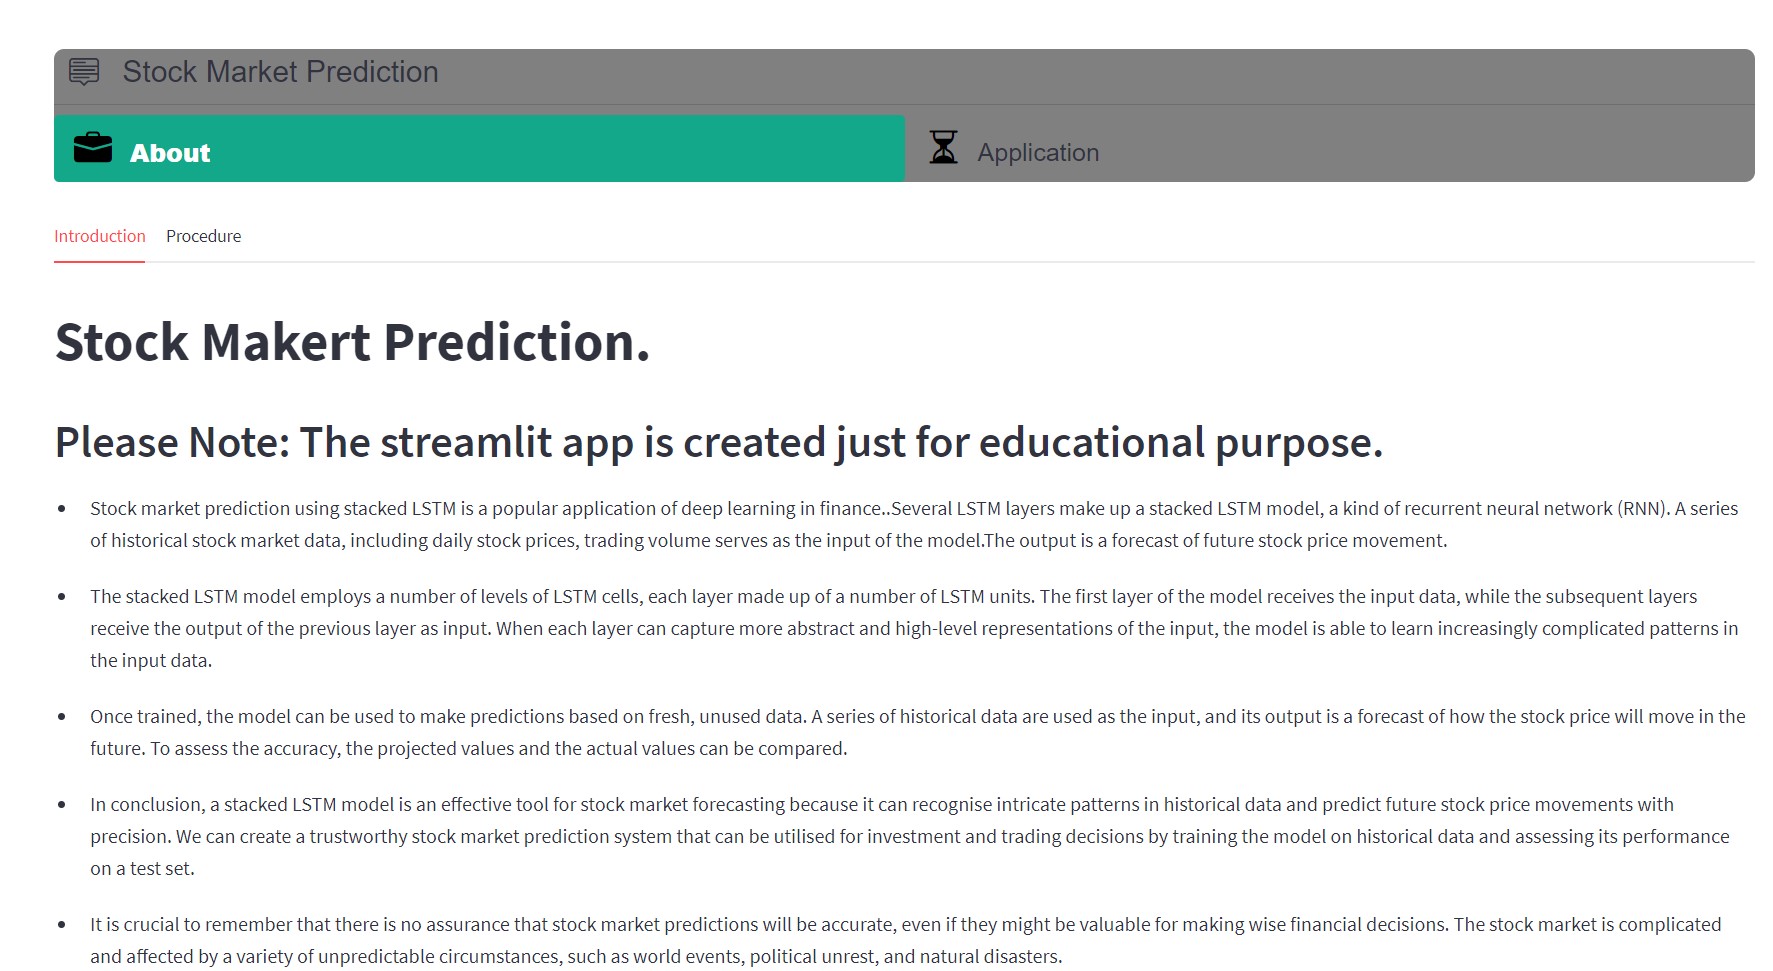 Stock Market Prediction
About
Application
Introduction
Procedure
Stock Makert Prediction.
Please Note: The streamlit app is created just for educational purpose.
Stock market prediction using stacked LSTM is a popular application of deep learning in finance..Several LSTM layers make up a stacked LSTM model, a kind of recurrent neural network (RNN). A series
of historical stock market data, including daily stock prices, trading volume serves as the input of the model.The output is a forecast of future stock price movement.
The stacked LSTM model employs a number of levels of LSTM cells, each layer made up of a number of LSTM units. The first layer of the model receives the input data, while the subsequent layers
receive the output of the previous layer as input. When each layer can capture more abstract and high-level representations of the input, the model is able to learn increasingly complicated patterns in
the input data.
Once trained, the model can be used to make predictions based on fresh, unused data. A series of historical data are used as the input, and its output is a forecast of how the stock price will move in the
future. To assess the accuracy, the projected values and the actual values can be compared.
In conclusion, a stacked LSTM model is an effective tool for stock market forecasting because it can recognise intricate patterns in historical data and predict future stock price movements with
precision. We can create a trustworthy stock market prediction system that can be utilised for investment and trading decisions by training the model on historical data and assessing its performance
on a test set.
It is crucial to remember that there is no assurance that stock market predictions will be accurate, even if they might be valuable for making wise financial decisions. The stock market is complicated
and affected by a variety of unpredictable circumstances, such as world events, political unrest, and natural disasters.